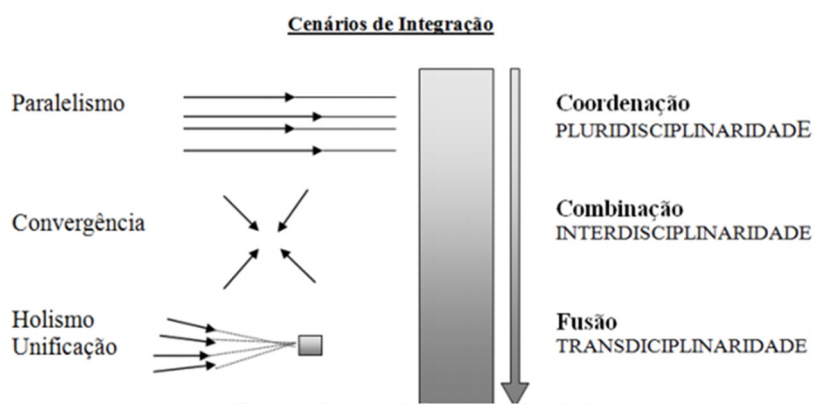 Cenários de Integração
Paralelismo
Coordenação
PLURIDISCIPLINARIDADE
Convergência
Combinação
INTERDISCIPLINARIDADE
Holismo
Unificação
Fusão
TRANSDICIPLINARIDADE